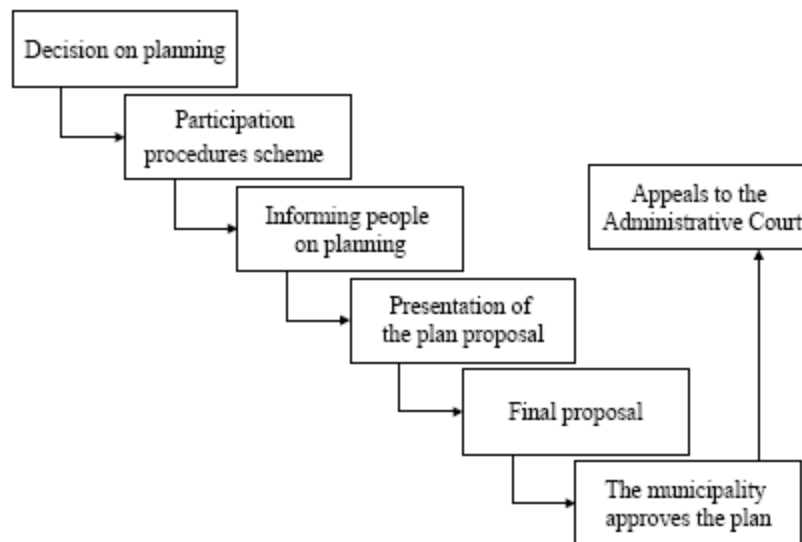 Decision on planning
Participation
procedures scheme
Informing people
on planning
Appeals to the
Administrative Court
Presentation of
the plan proposal
Final proposal
The municipality
approves the plan